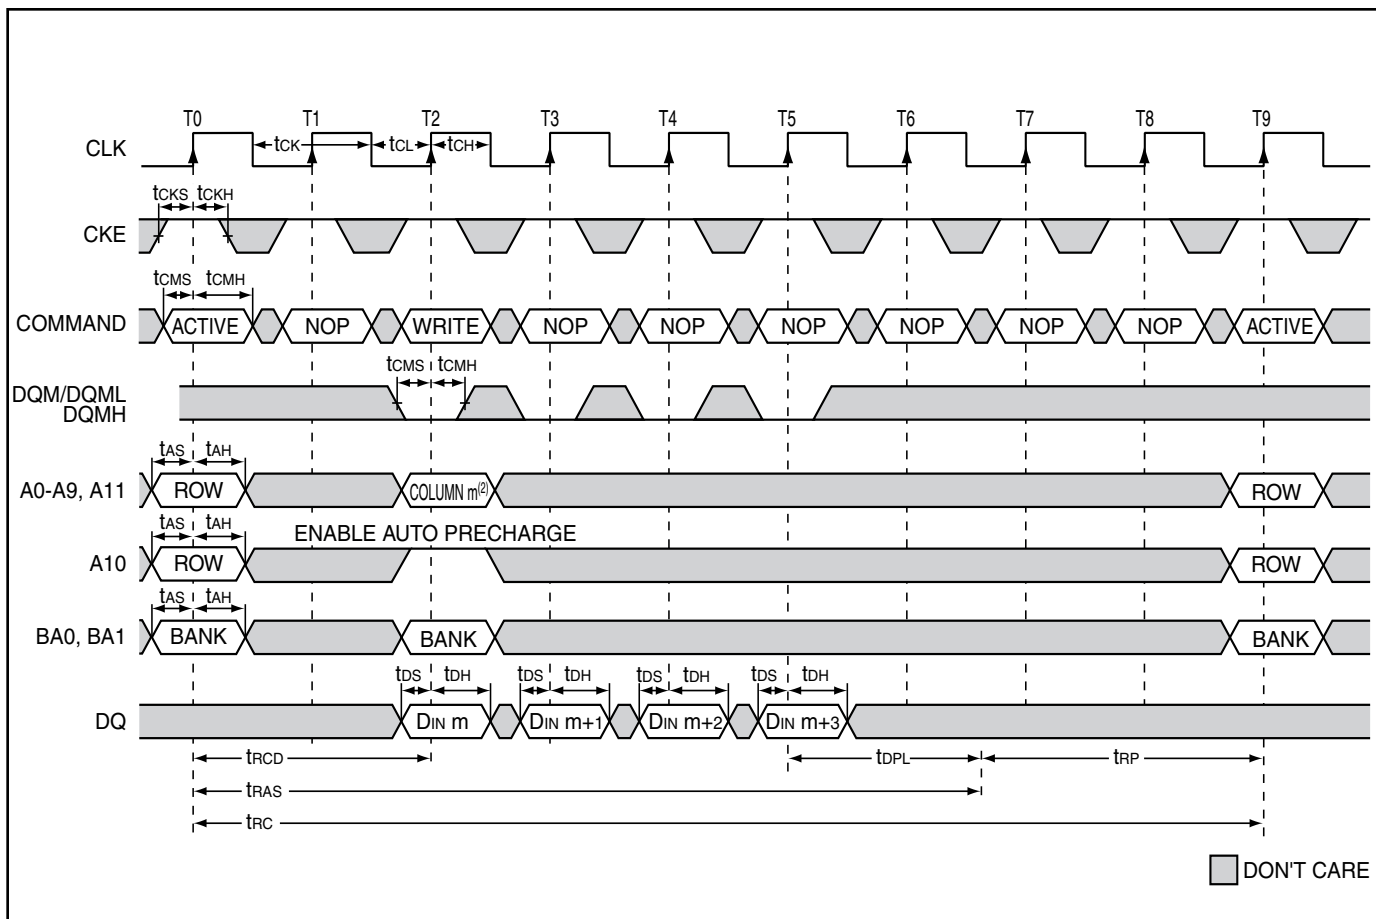 T0 T1 T2 T3 T4 T5 T6 T7 T8 T9
CLK tCK tCL tCH
tCKS tCKH
CKE
tCMS tCMH
COMMAND ACTIVE NOP WRITE NOP NOP NOP NOP NOP NOP ACTIVE
tCMS tCMH
DQM/DQML
DQMH
tAS tAH
A0-A9, A11 ROW COLUMN m(2) ROW
tAS tAH ENABLE AUTO PRECHARGE
A10 ROW ROW
tAS tAH
BA0, BA1 BANK BANK BANK
tDS tDH tDS tDH tDS tDH tDS tDH
DQ DIN m DIN m+1 DIN m+2 DIN m+3
tRCD tDPL tRP
tRAS
tRC
DON'T CARE